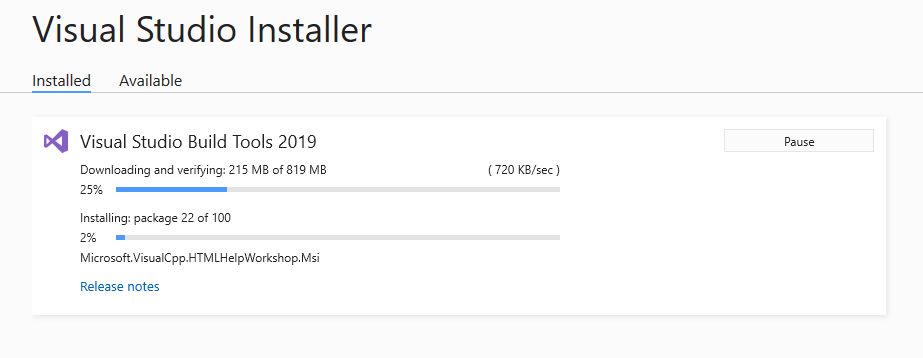 Visual Studio Installer
Installed Available
Visual Studio Build Tools 2019 Pause
Downloading and verifying: 215 MB of 819 MB ( 720 KB/sec )
25%
Installing: package 22 of 100
2%
Microsoft.VisualCpp.HTMLHelpWorkshop.Msi
Release notes